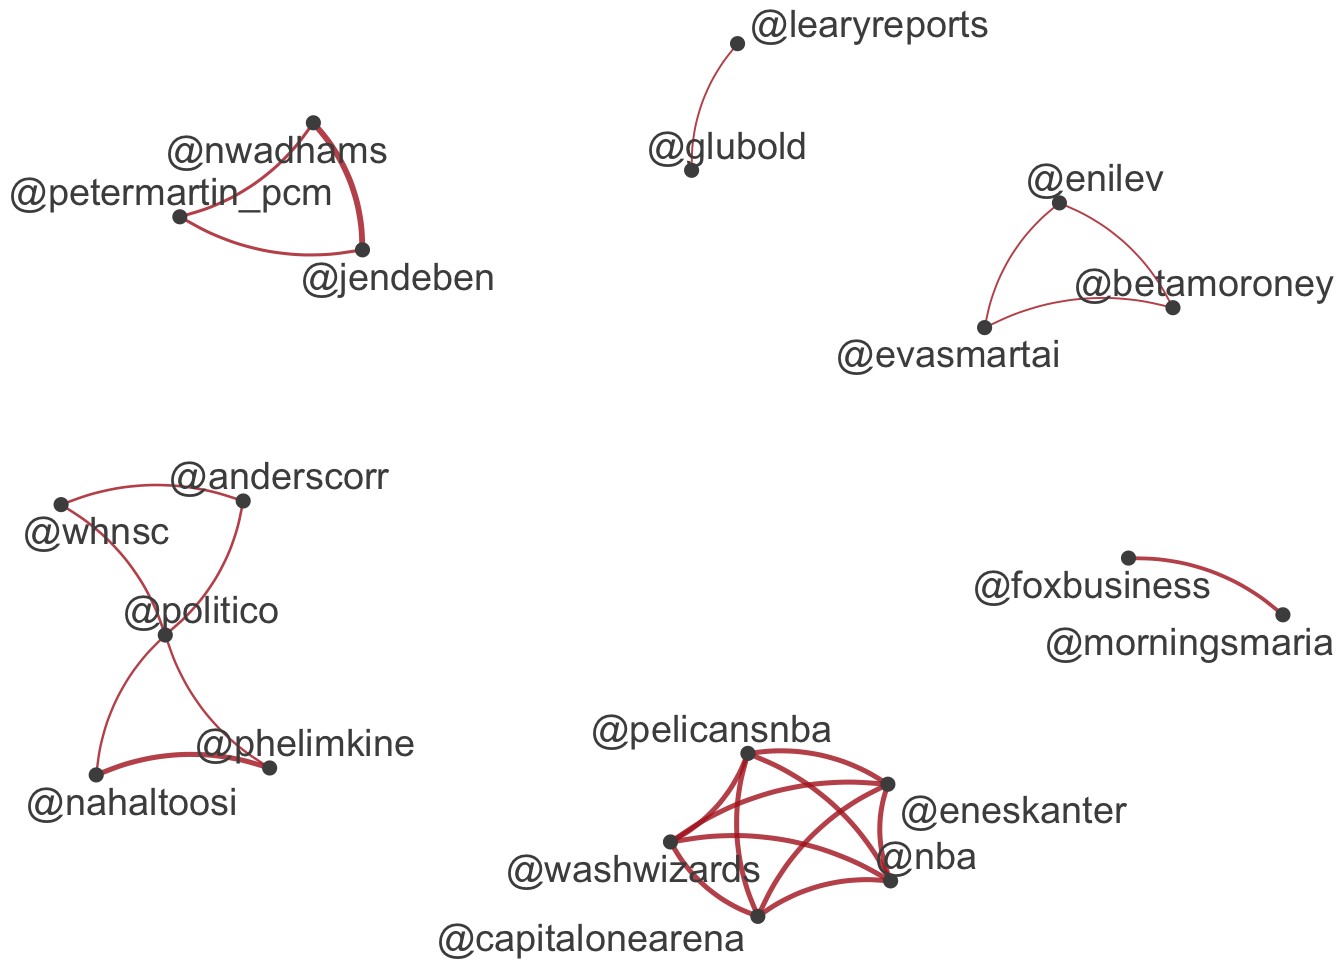 @learyreports
@nwadhams
@glubold
@petermartin_pcm
@enilev
@jendeben
@betamoroney
@evasmartai
@anderscorr
@whnsc
@politico
@foxbusiness
@morningsmaria
@pelicansnba
@phelimkine
@nahaltoosi
@eneskanter
@nba
@washwizards
@capitalonearena